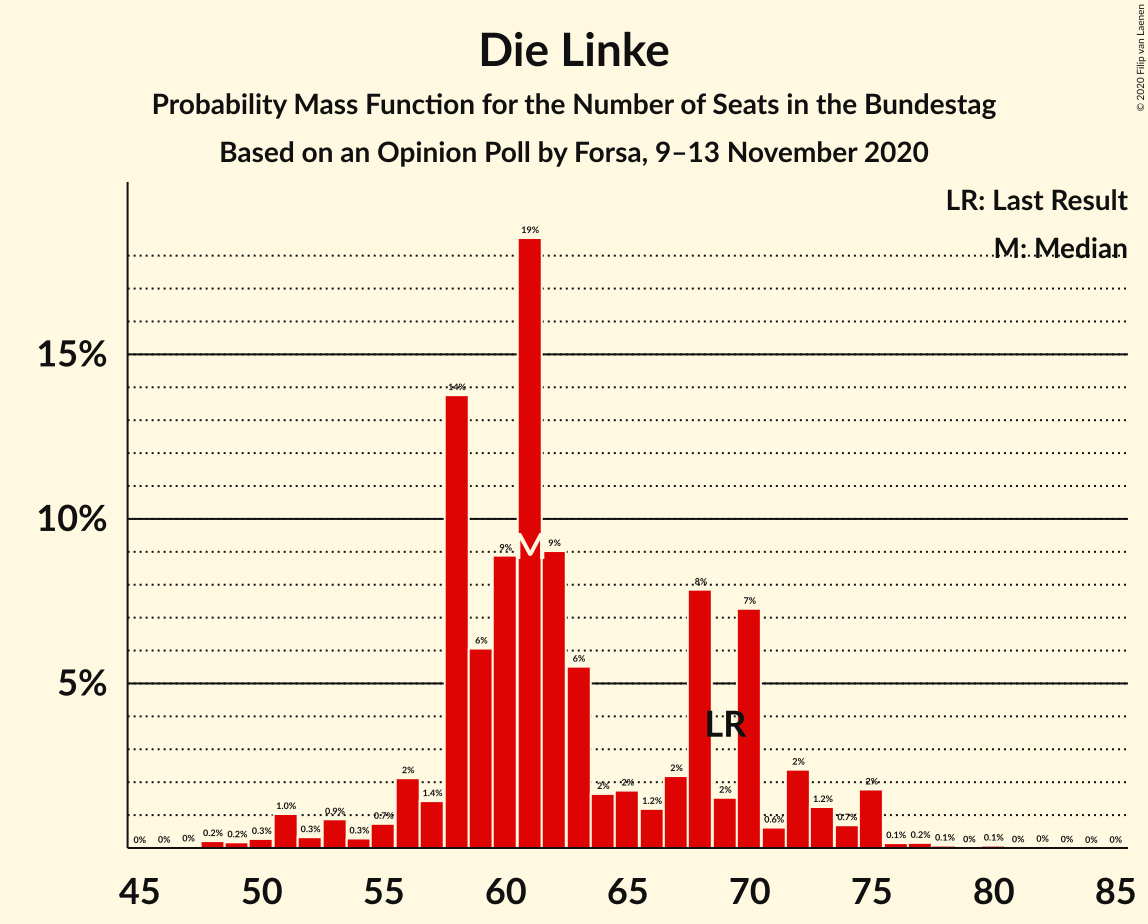 Die Linke
Probability Mass Function for the Number of Seats in the Bundestag
Based on an Opinion Poll by Forsa, 9–13 November 2020
© 2020 Filip van Laenen
LR: Last Result
M: Median
15%
10%
5%
0% 0% 0% 0.2% 0.2% 0.3% 1.0% 0.3% 0.9% 0.3% 0.7% 2% 1.4% 14% 6% 9% 19% 9% 6% 2% 2% 1.2% 2% 8% 2% 7% 0.6% 2% 1.2% 0.7% 2% 0.1% 0.2% 0.1% 0% 0.1% 0% 0% 0% 0% 0%
M
LR
45 50 55 60 65 70 75 80 85